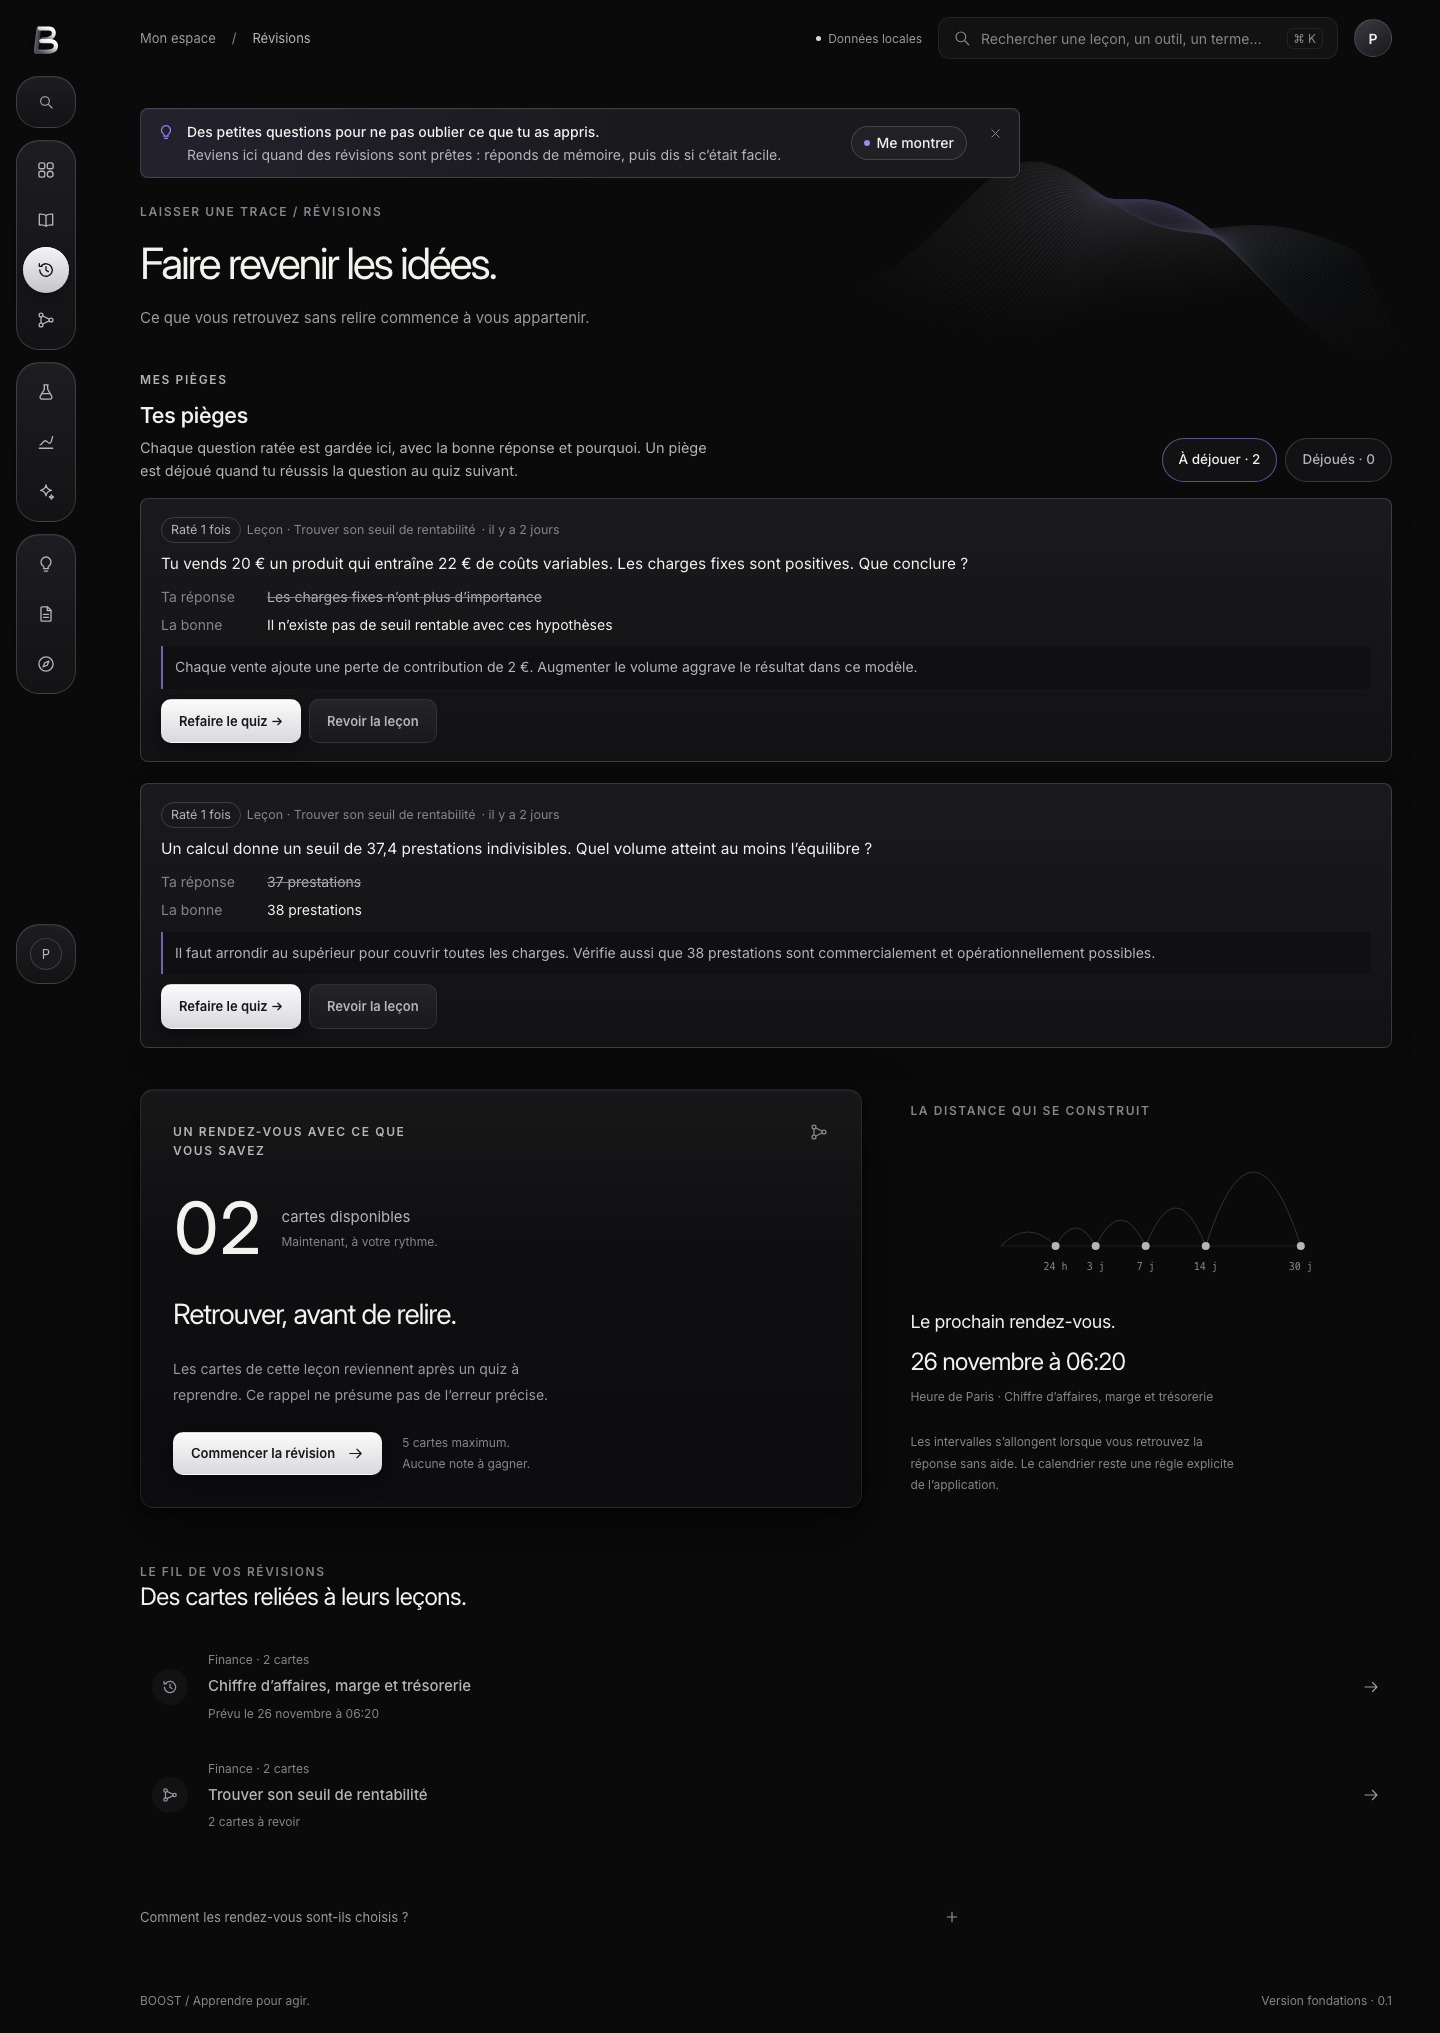 B
Mon espace / Révisions
Données locales
Rechercher une leçon, un outil, un terme...
⌘ K
P
Des petites questions pour ne pas oublier ce que tu as appris.
Reviens ici quand des révisions sont prêtes : réponds de mémoire, puis dis si c’était facile.
Me montrer
LAISSER UNE TRACE / RÉVISIONS
Faire revenir les idées.
Ce que vous retrouvez sans relire commence à vous appartenir.
MES PIÈGES
Tes pièges
Chaque question ratée est gardée ici, avec la bonne réponse et pourquoi. Un piège
est déjoué quand tu réussis la question au quiz suivant.
À déjouer · 2
Déjoués · 0
Raté 1 fois Leçon · Trouver son seuil de rentabilité · il y a 2 jours
Tu vends 20 € un produit qui entraîne 22 € de coûts variables. Les charges fixes sont positives. Que conclure ?
Ta réponse Les charges fixes n’ont plus d’importance
La bonne Il n’existe pas de seuil rentable avec ces hypothèses
Chaque vente ajoute une perte de contribution de 2 €. Augmenter le volume aggrave le résultat dans ce modèle.
Refaire le quiz →
Revoir la leçon
Raté 1 fois Leçon · Trouver son seuil de rentabilité · il y a 2 jours
Un calcul donne un seuil de 37,4 prestations indivisibles. Quel volume atteint au moins l’équilibre ?
Ta réponse 37 prestations
La bonne 38 prestations
Il faut arrondir au supérieur pour couvrir toutes les charges. Vérifie aussi que 38 prestations sont commercialement et opérationnellement possibles.
Refaire le quiz →
Revoir la leçon
P
UN RENDEZ-VOUS AVEC CE QUE
VOUS SAVEZ
02
cartes disponibles
Maintenant, à votre rythme.
Retrouver, avant de relire.
Les cartes de cette leçon reviennent après un quiz à
reprendre. Ce rappel ne présume pas de l’erreur précise.
Commencer la révision →
5 cartes maximum.
Aucune note à gagner.
LA DISTANCE QUI SE CONSTRUIT
24 h 3 j 7 j 14 j 30 j
Le prochain rendez-vous.
26 novembre à 06:20
Heure de Paris · Chiffre d’affaires, marge et trésorerie
Les intervalles s’allongent lorsque vous retrouvez la
réponse sans aide. Le calendrier reste une règle explicite
de l’application.
LE FIL DE VOS RÉVISIONS
Des cartes reliées à leurs leçons.
Finance · 2 cartes
Chiffre d’affaires, marge et trésorerie
Prévu le 26 novembre à 06:20
Finance · 2 cartes
Trouver son seuil de rentabilité
2 cartes à revoir
Comment les rendez-vous sont-ils choisis ?
BOOST / Apprendre pour agir.
Version fondations · 0.1